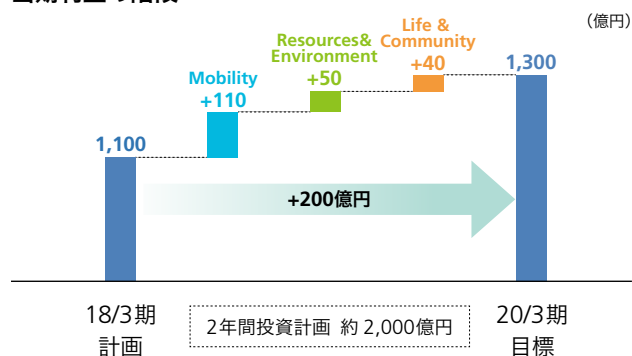 (億円)
Life &
Community
+40
Resources&
Environment
+50
Mobility
+110
1,100
1,300
+200億円
18/3期
計画
2年間投資計画 約2,000億円
20/3期
目標